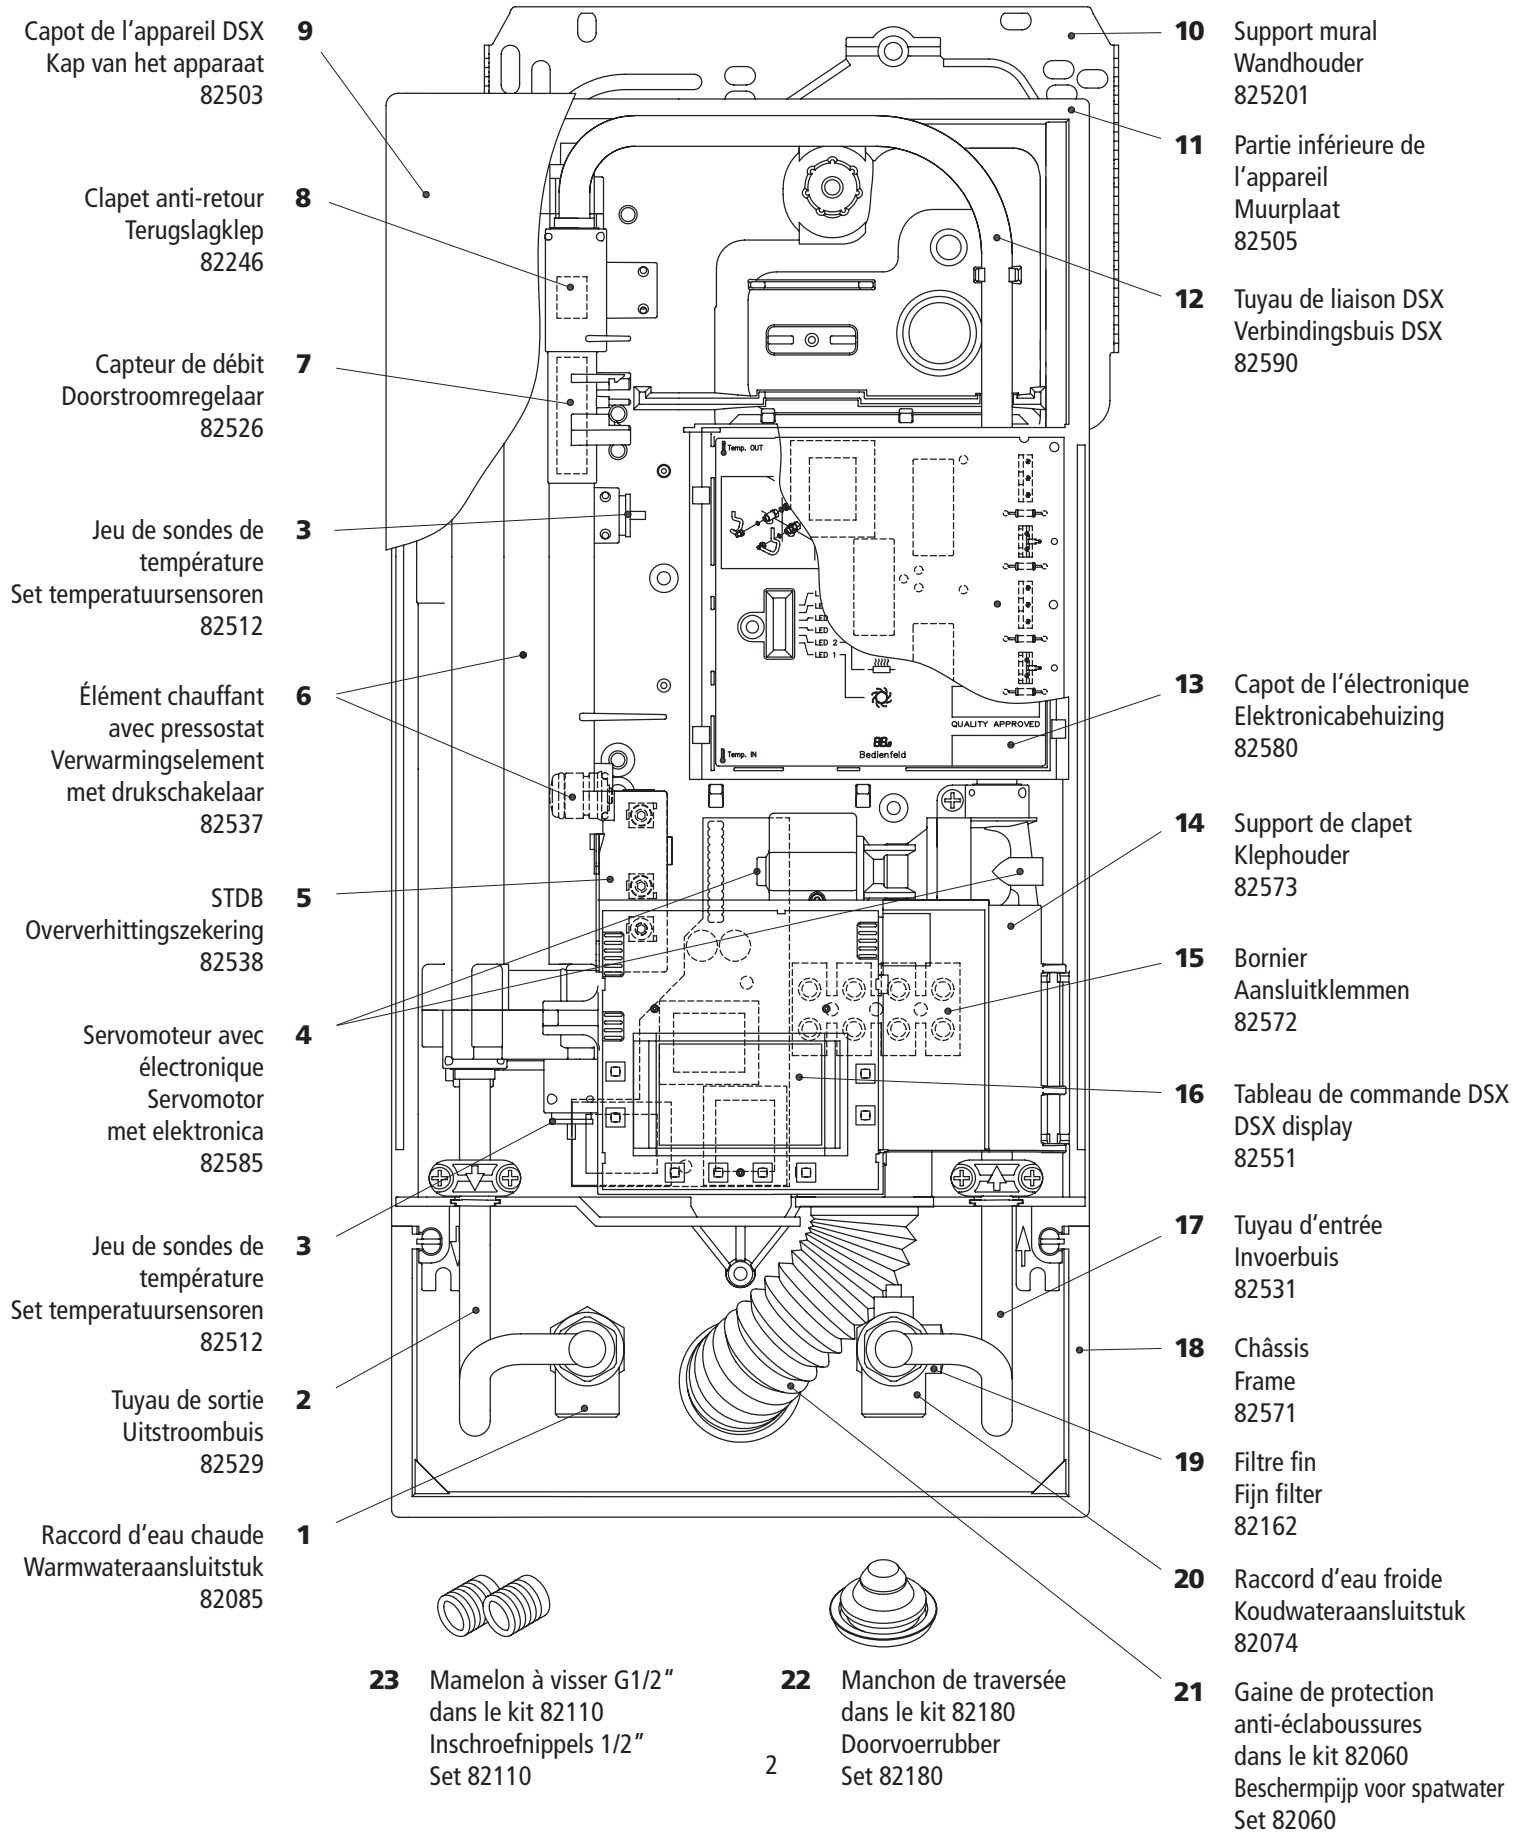 9
Capot de l‘appareil DSX
Kap van het apparaat
82503
8
Clapet anti-retour
Terugslagklep
82246
7
Capteur de débit
Doorstroomregelaar
82526
3
Jeu de sondes de
température
Set temperatuursensoren
82512
6
Élément chauffant
avec pressostat
Verwarmingselement
met drukschakelaar
82537
5
STDB
Oververhittingszekering
82538
4
Servomoteur avec
électronique
Servomotor
met elektronica
82585
3
Jeu de sondes de
température
Set temperatuursensoren
82512
2
Tuyau de sortie
Uitstroombuis
82529
1
Raccord d‘eau chaude
Warmwateraansluitstuk
82085
Temp. OUT
L
LE
LED
LED
LED 2
LED 1
QUALITY APPROVED
Temp. IN
Bedienfeld
10
Support mural
Wandhouder
825201
11
Partie inférieure de
l‘appareil
Muurplaat
82505
12
Tuyau de liaison DSX
Verbindingsbuis DSX
82590
13
Capot de l‘électronique
Elektronicabehuizing
82580
14
Support de clapet
Klephouder
82573
15
Bornier
Aansluitklemmen
82572
16
Tableau de commande DSX
DSX display
82551
17
Tuyau d‘entrée
Invoerbuis
82531
18
Châssis
Frame
82571
19
Filtre fin
Fijn filter
82162
20
Raccord d‘eau froide
Koudwateraansluitstuk
82074
21
Gaine de protection
anti-éclaboussures
dans le kit 82060
Beschermpijp voor spatwater
Set 82060
23
Mamelon à visser G1/2“
dans le kit 82110
Inschroefnippels 1/2”
Set 82110
22
Manchon de traversée
dans le kit 82180
Doorvoerrubber
Set 82180
2